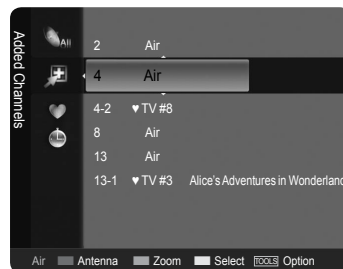 Added Channels
All
2 Air
4 Air
4-2 ♥ TV #8
8 Air
13 Air
13-1 ♥ TV #3 Alice's Adventures in Wonderland
Air Antenna Zoom Select TOOLS Option